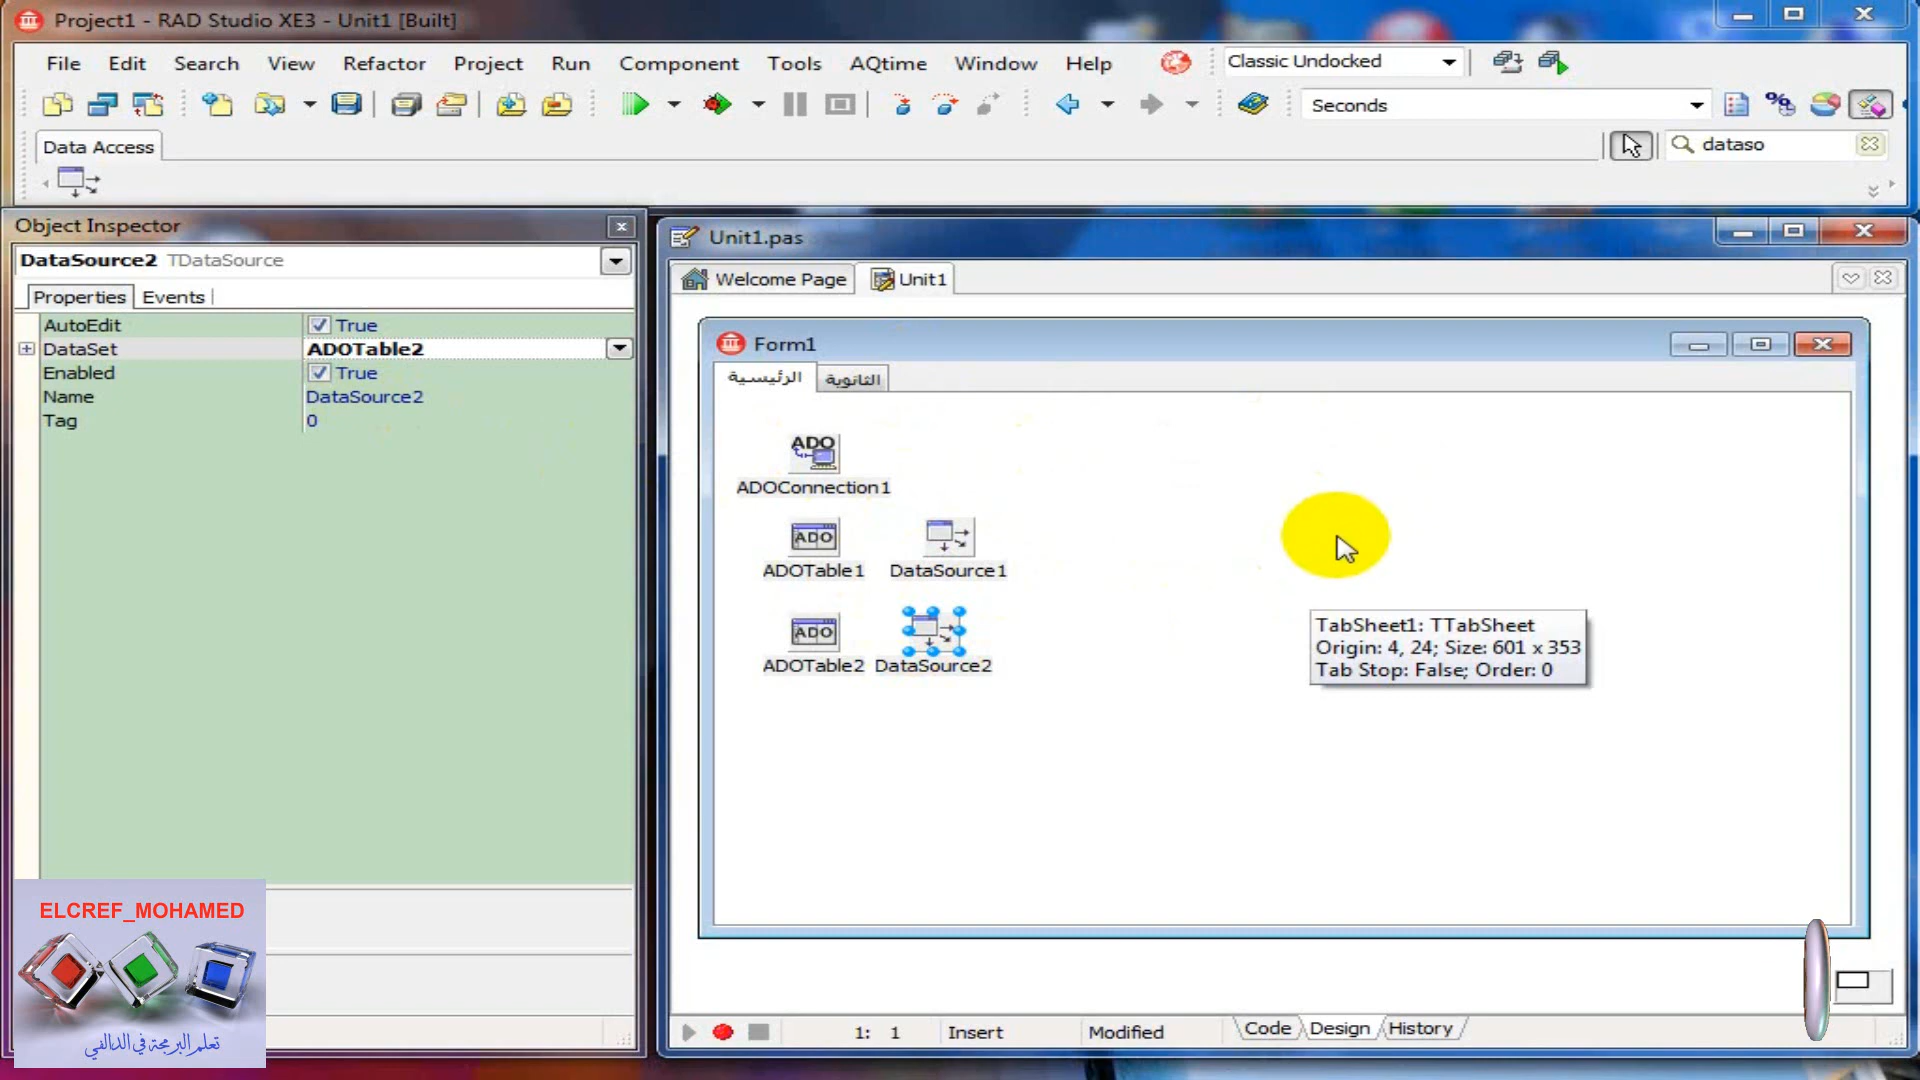 Project1 - RAD Studio XE3 - Unit1 [Built]
File Edit Search View Refactor Project Run Component Tools AQtime Window Help
Classic Undocked
Seconds
Data Access
dataso
Object Inspector
DataSource2 TDataSource
Properties Events
AutoEdit True
DataSet ADOTable2
Enabled True
Name DataSource2
Tag 0
Unit1.pas
Welcome Page Unit1
Form1
الرئيسية الثانوية
ADO
ADOConnection1
ADO
ADOTable1 DataSource1
ADO
ADOTable2 DataSource2
TabSheet1: TTabSheet
Origin: 4, 24; Size: 601 x 353
Tab Stop: False; Order: 0
1: 1 Insert Modified Code Design History
ELCREF_MOHAMED
تعلم البرمجة في الدالفي